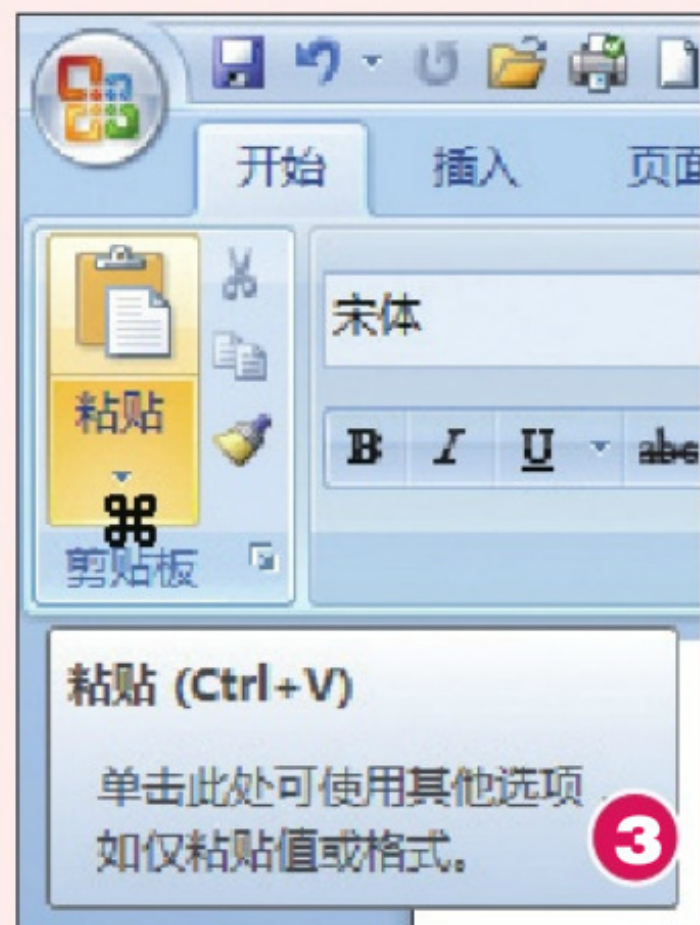 开始 插入 页面
宋体
粘贴
B I U abc
剪贴板
粘贴 (Ctrl+V)
单击此处可使用其他选项，
如仅粘贴值或格式。
3